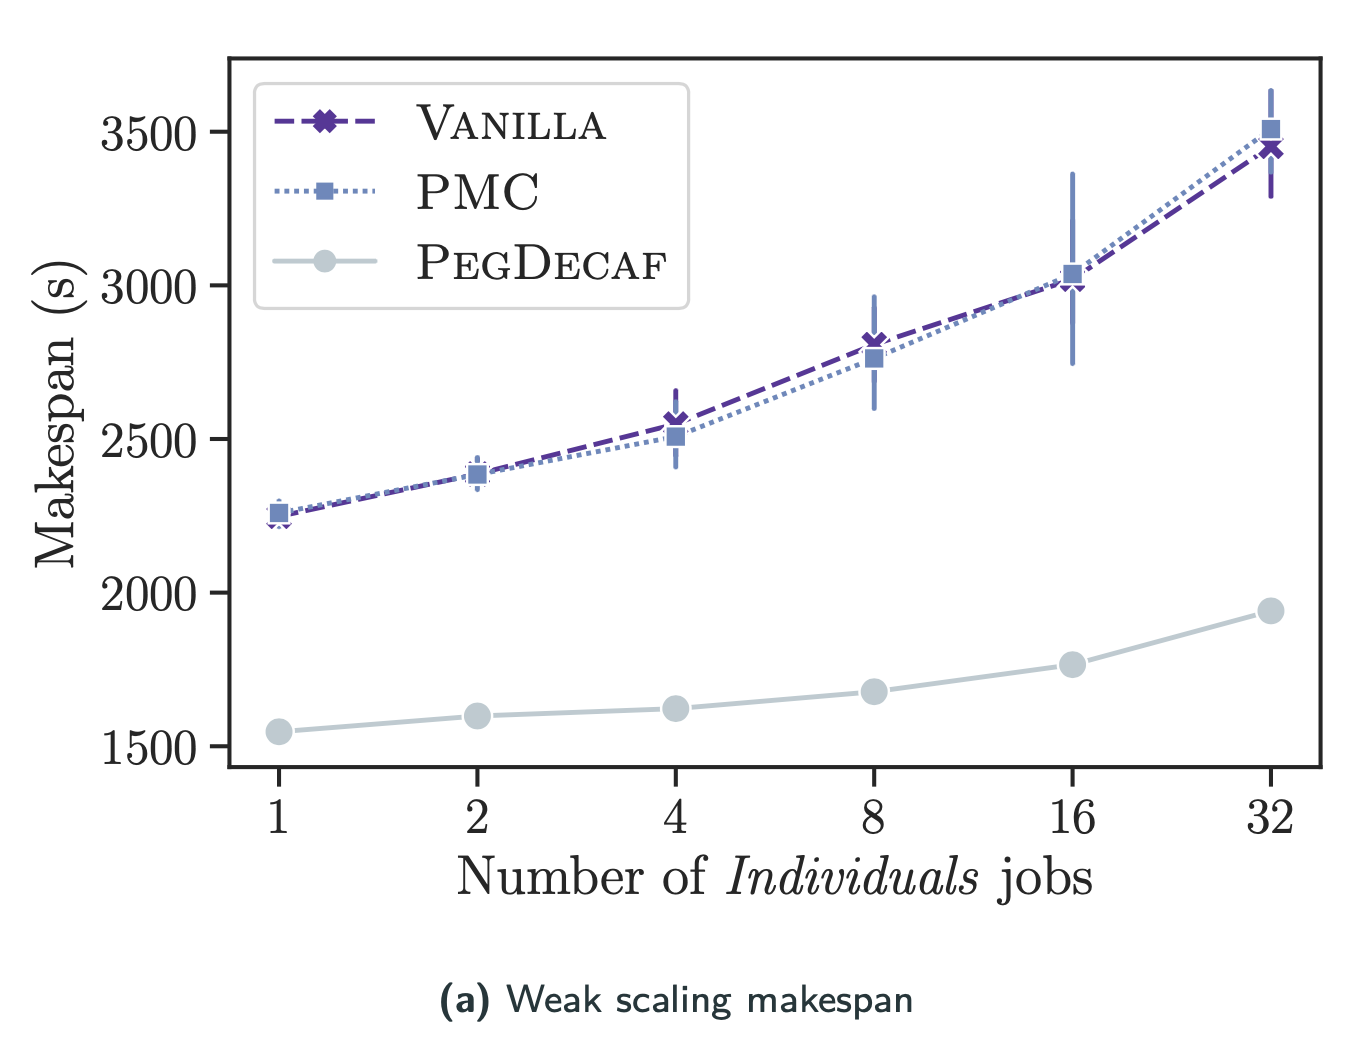 VANILLA
PMC
PEGDECAF
3500
3000
2500
2000
1500
Makespan (s)
1 2 4 8 16 32
Number of Individuals jobs
(a) Weak scaling makespan